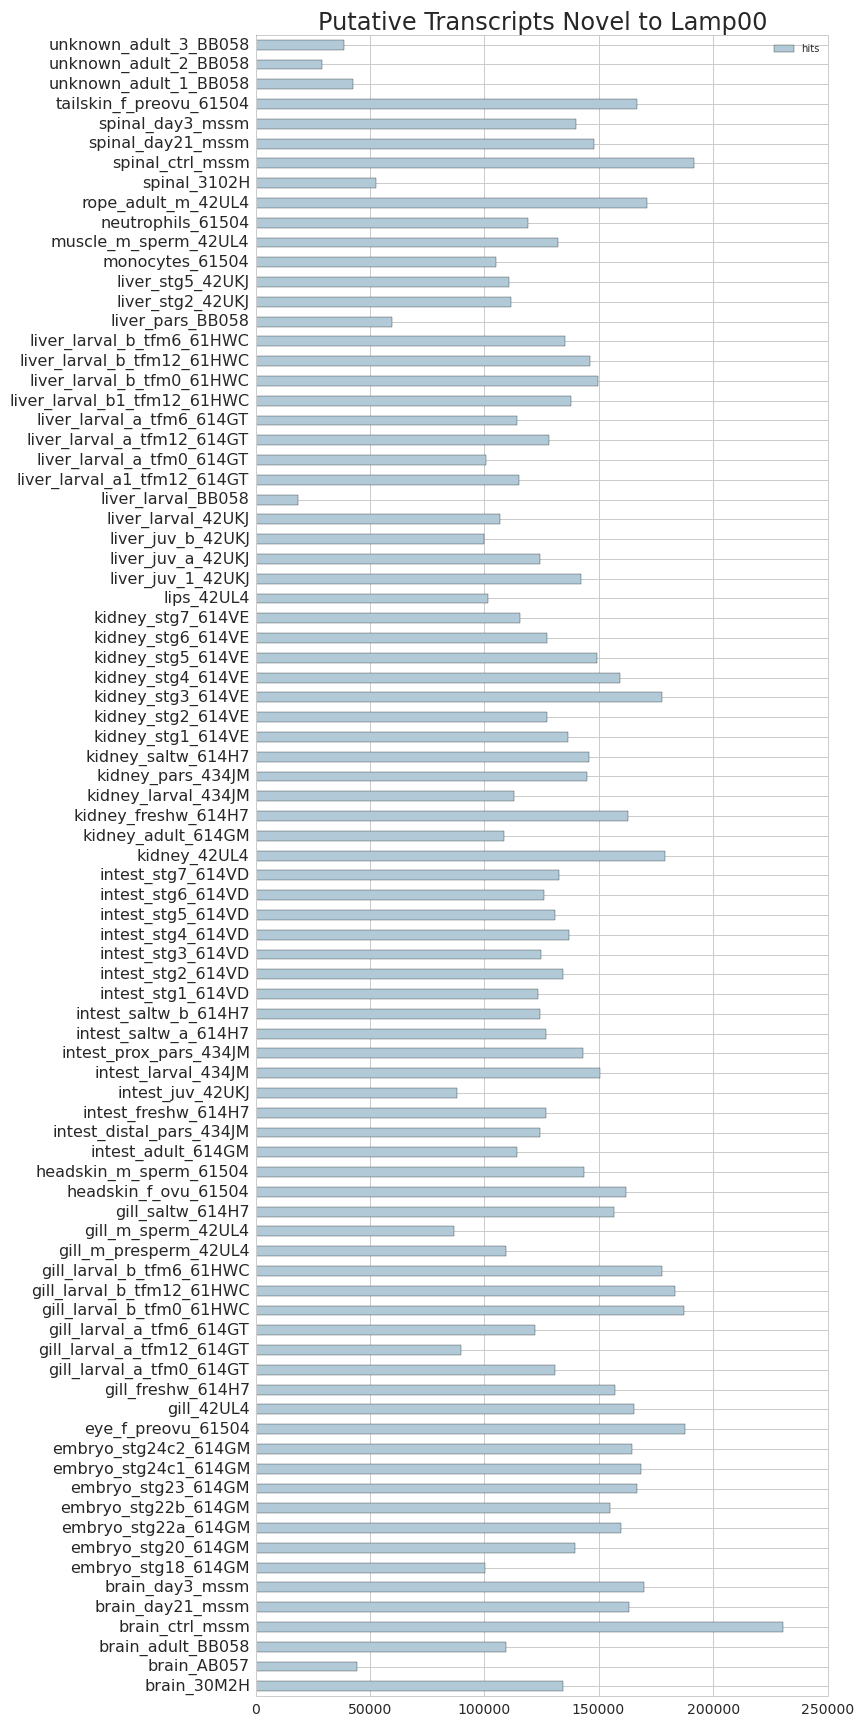 Putative Transcripts Novel to Lamp00
hits
unknown_adult_3_BB058
unknown_adult_2_BB058
unknown_adult_1_BB058
tailskin_f_preovu_61504
spinal_day3_mssm
spinal_day21_mssm
spinal_ctrl_mssm
spinal_3102H
rope_adult_m_42UL4
neutrophils_61504
muscle_m_sperm_42UL4
monocytes_61504
liver_stg5_42UKJ
liver_stg2_42UKJ
liver_pars_BB058
liver_larval_b_tfm6_61HWC
liver_larval_b_tfm12_61HWC
liver_larval_b_tfm0_61HWC
liver_larval_b1_tfm12_61HWC
liver_larval_a_tfm6_614GT
liver_larval_a_tfm12_614GT
liver_larval_a_tfm0_614GT
liver_larval_a1_tfm12_614GT
liver_larval_BB058
liver_larval_42UKJ
liver_juv_b_42UKJ
liver_juv_a_42UKJ
liver_juv_1_42UKJ
lips_42UL4
kidney_stg7_614VE
kidney_stg6_614VE
kidney_stg5_614VE
kidney_stg4_614VE
kidney_stg3_614VE
kidney_stg2_614VE
kidney_stg1_614VE
kidney_saltw_614H7
kidney_pars_434JM
kidney_larval_434JM
kidney_freshw_614H7
kidney_adult_614GM
kidney_42UL4
intest_stg7_614VD
intest_stg6_614VD
intest_stg5_614VD
intest_stg4_614VD
intest_stg3_614VD
intest_stg2_614VD
intest_stg1_614VD
intest_saltw_b_614H7
intest_saltw_a_614H7
intest_prox_pars_434JM
intest_larval_434JM
intest_juv_42UKJ
intest_freshw_614H7
intest_distal_pars_434JM
intest_adult_614GM
headskin_m_sperm_61504
headskin_f_ovu_61504
gill_saltw_614H7
gill_m_sperm_42UL4
gill_m_presperm_42UL4
gill_larval_b_tfm6_61HWC
gill_larval_b_tfm12_61HWC
gill_larval_b_tfm0_61HWC
gill_larval_a_tfm6_614GT
gill_larval_a_tfm12_614GT
gill_larval_a_tfm0_614GT
gill_freshw_614H7
gill_42UL4
eye_f_preovu_61504
embryo_stg24c2_614GM
embryo_stg24c1_614GM
embryo_stg23_614GM
embryo_stg22b_614GM
embryo_stg22a_614GM
embryo_stg20_614GM
embryo_stg18_614GM
brain_day3_mssm
brain_day21_mssm
brain_ctrl_mssm
brain_adult_BB058
brain_AB057
brain_30M2H
0 50000 100000 150000 200000 250000